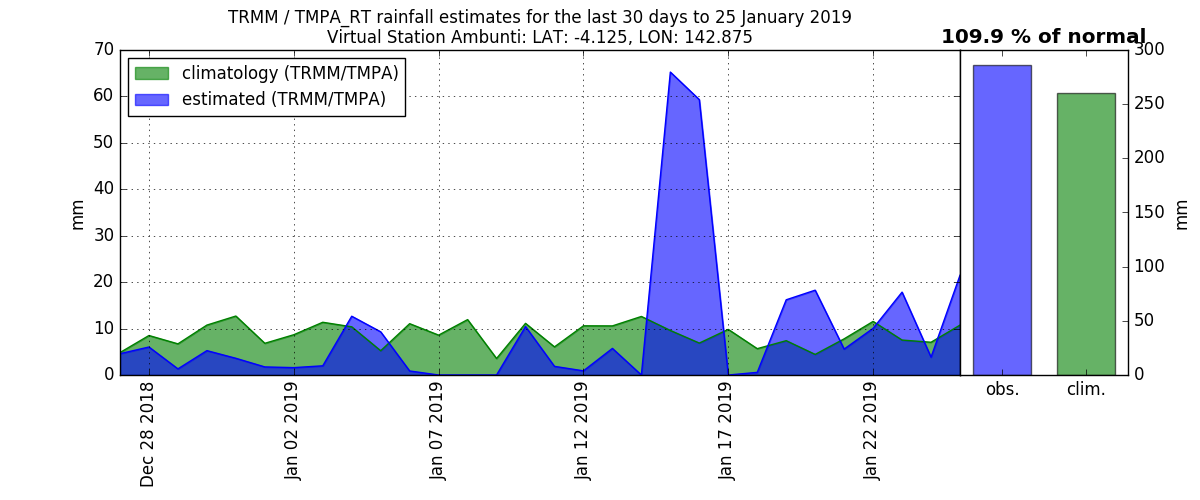 TRMM / TMPA_RT rainfall estimates for the last 30 days to 25 January 2019
Virtual Station Ambunti: LAT: -4.125, LON: 142.875
109.9 % of normal
climatology (TRMM/TMPA)
estimated (TRMM/TMPA)
70
60
50
40
30
20
10
0
mm
Dec 28 2018
Jan 02 2019
Jan 07 2019
Jan 12 2019
Jan 17 2019
Jan 22 2019
obs.
clim.
300
250
200
150
100
50
0
mm